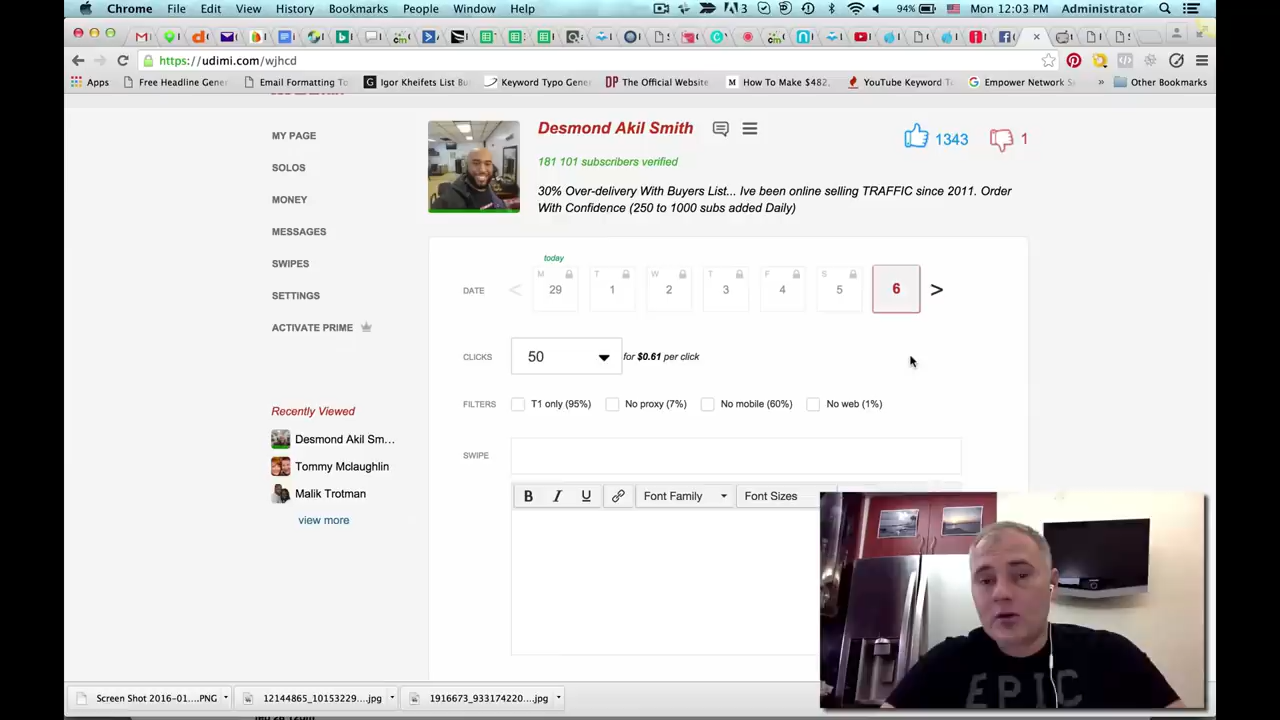 Chrome File Edit View History Bookmarks People Window Help 3 94% Mon 12:03 PM Administrator
https://udimi.com/wjhcd
Apps Free Headline Gener Email Formatting To Igor Kheifets List Bu Keyword Typo Gener The Official Website How To Make $482, YouTube Keyword To Empower Network S » Other Bookmarks
MY PAGE
SOLOS
MONEY
MESSAGES
SWIPES
SETTINGS
ACTIVATE PRIME
Recently Viewed
Desmond Akil Sm...
Tommy Mclaughlin
Malik Trotman
view more
Desmond Akil Smith
1343 1
181 101 subscribers verified
30% Over-delivery With Buyers List... Ive been online selling TRAFFIC since 2011. Order
With Confidence (250 to 1000 subs added Daily)
today
M T W T F S
DATE < 29 1 2 3 4 5 6 >
CLICKS 50 for $0.61 per click
FILTERS T1 only (95%) No proxy (7%) No mobile (60%) No web (1%)
SWIPE
B I U Font Family Font Sizes
EPIC
Screen Shot 2016-01....PNG 12144865_10153229....jpg 1916673_933174220....jpg